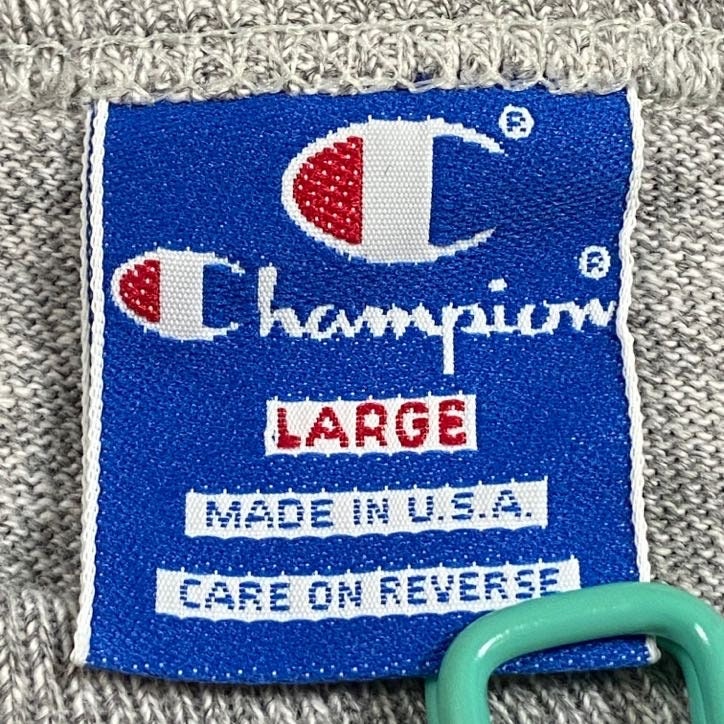 C®
Champion®
LARGE
MADE IN U.S.A.
CARE ON REVERSE